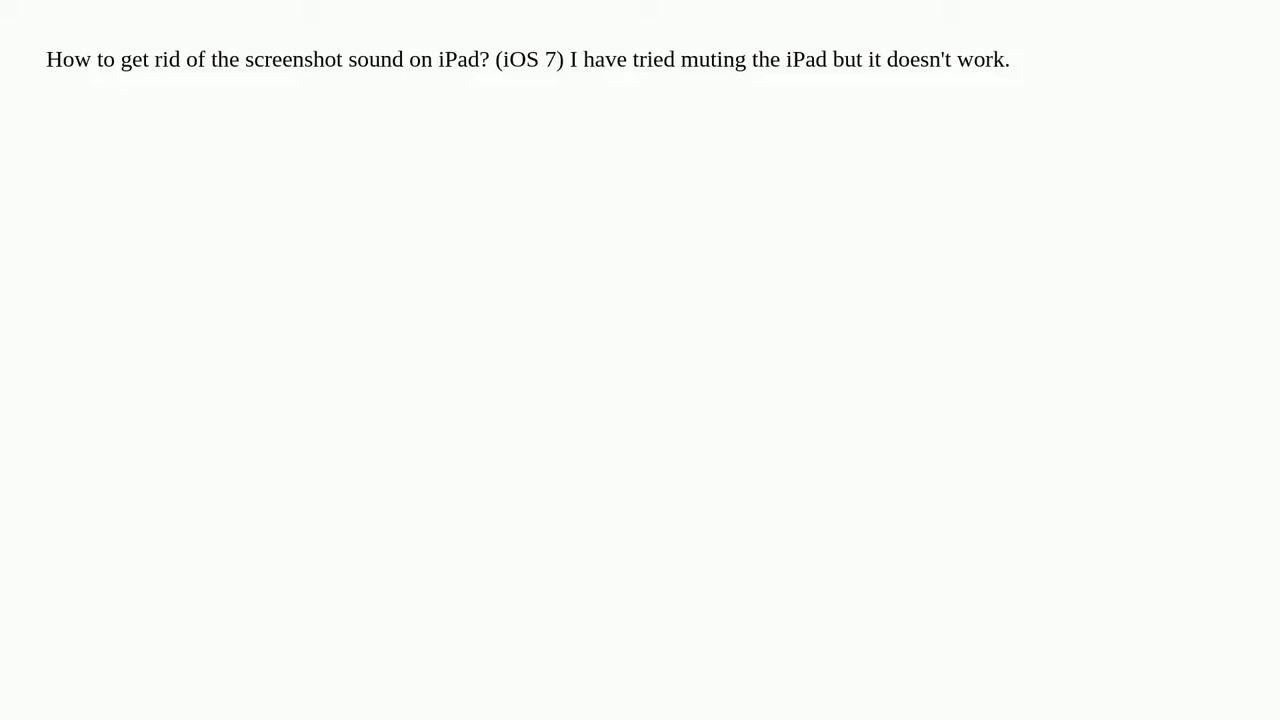 How to get rid of the screenshot sound on iPad? (iOS 7) I have tried muting the iPad but it doesn't work.